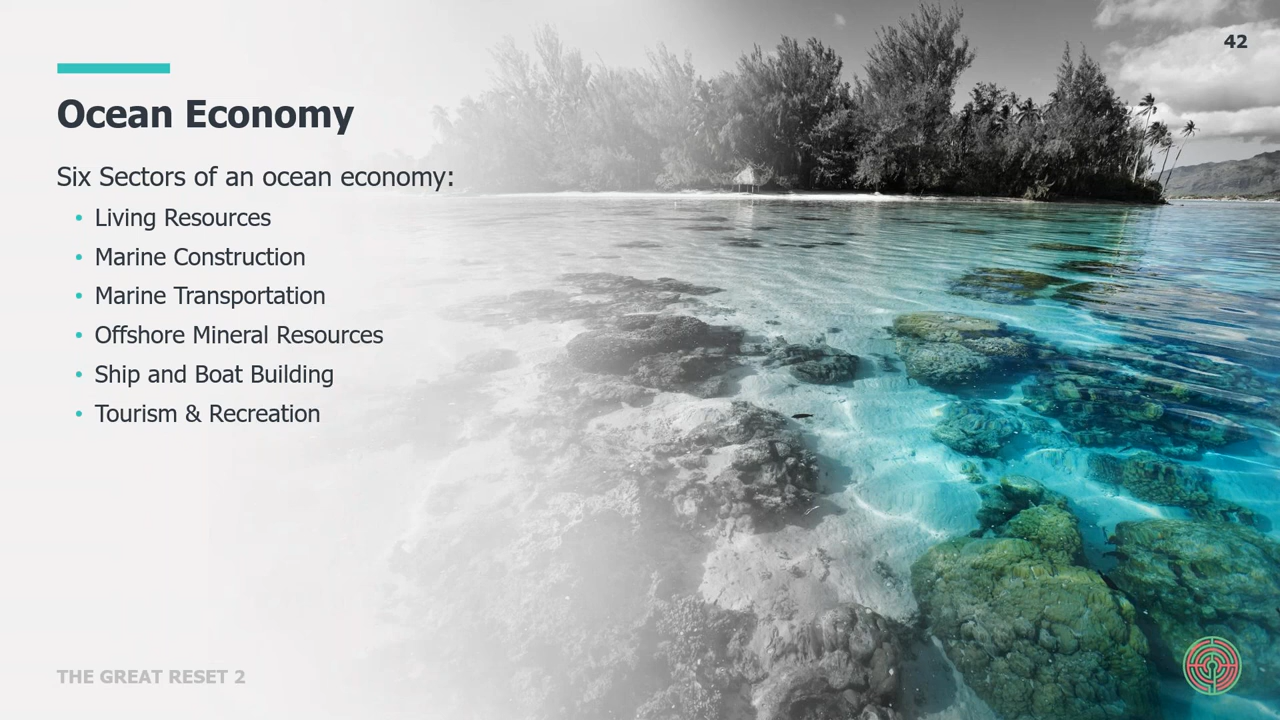 42
Ocean Economy
Six Sectors of an ocean economy:
• Living Resources
• Marine Construction
• Marine Transportation
• Offshore Mineral Resources
• Ship and Boat Building
• Tourism & Recreation
THE GREAT RESET 2